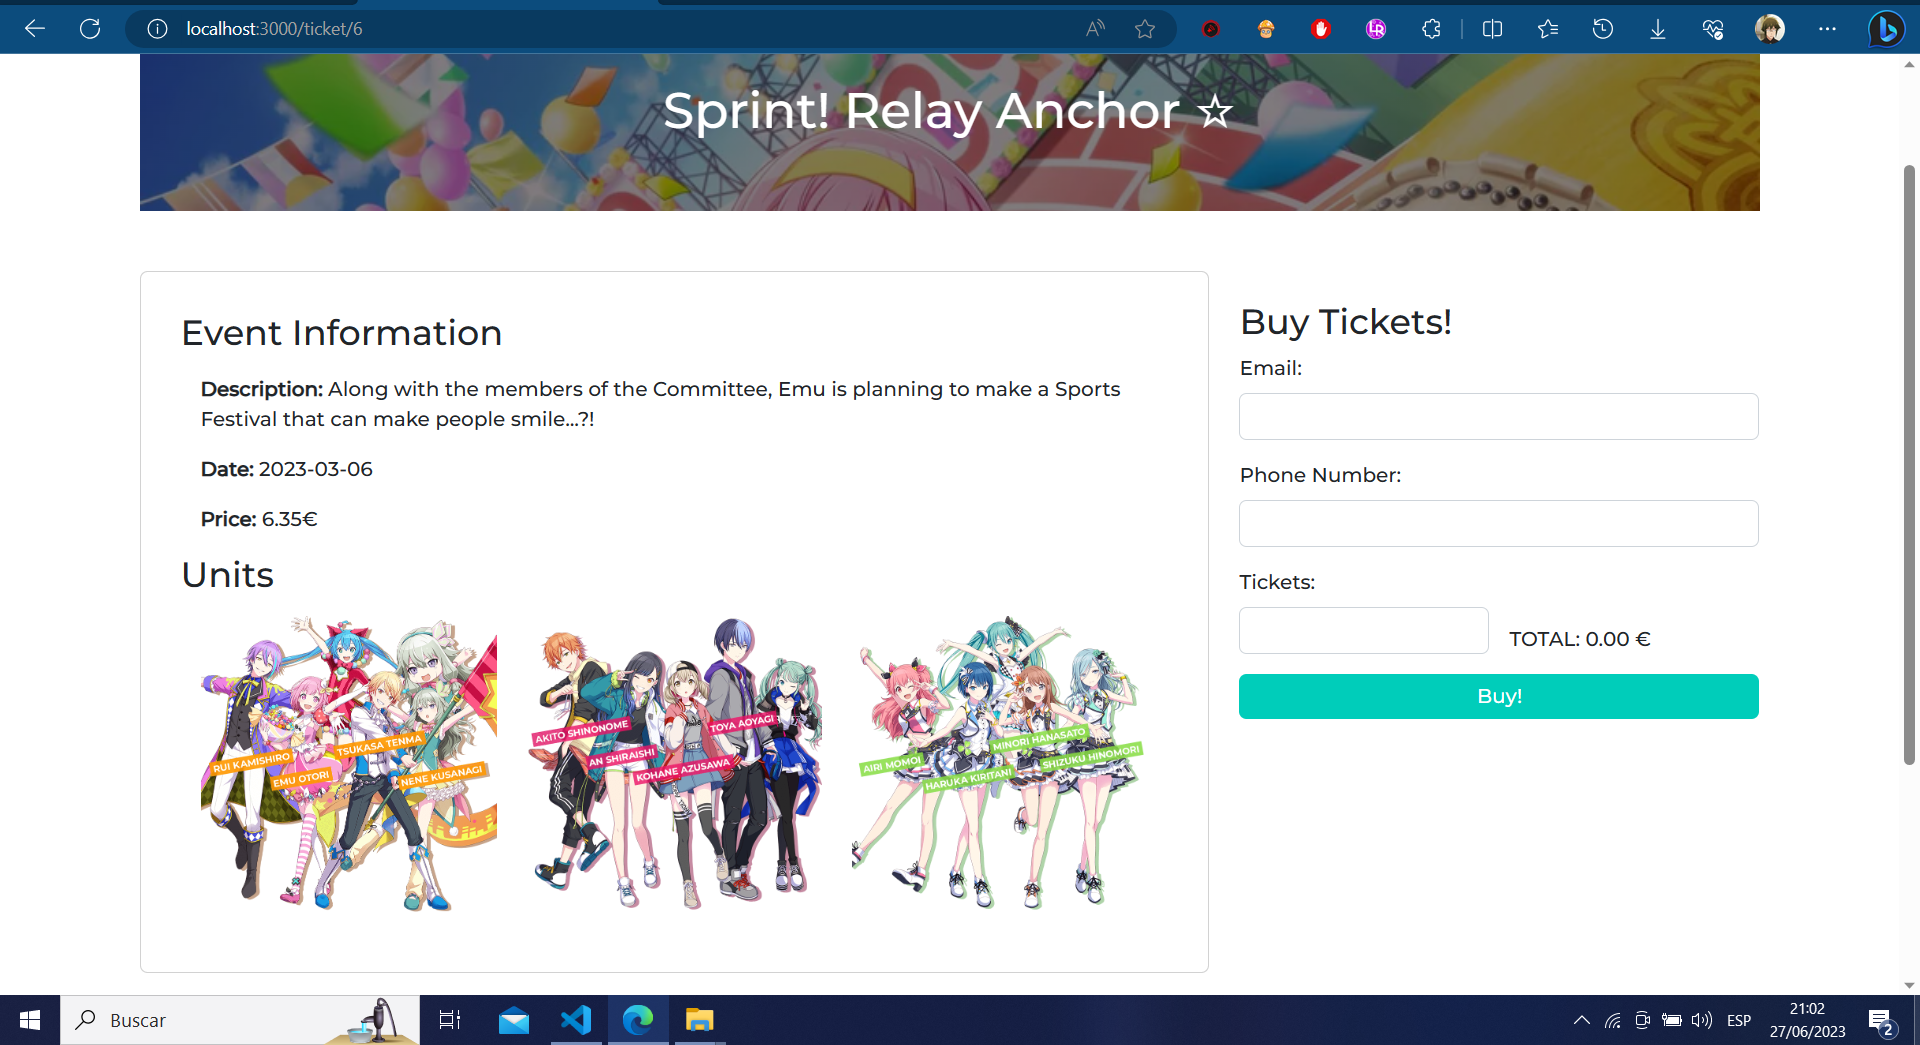 localhost:3000/ticket/6
Sprint! Relay Anchor ☆
Event Information
Description: Along with the members of the Committee, Emu is planning to make a Sports
Festival that can make people smile...?!
Date: 2023-03-06
Price: 6.35€
Units
RUI KAMISHIRO
EMU OTORI
TSUKASA TENMA
NENE KUSANAGI
AKITO SHINONOME
AN SHIRAISHI
KOHANE AZUSAWA
TOYA AOYAGI
AIRI MOMOI
HARUKA KIRITANI
MINORI HANASATO
SHIZUKU HINOMORI
Buy Tickets!
Email:
Phone Number:
Tickets:
TOTAL: 0.00 €
Buy!
Buscar
ESP
21:02
27/06/2023
2